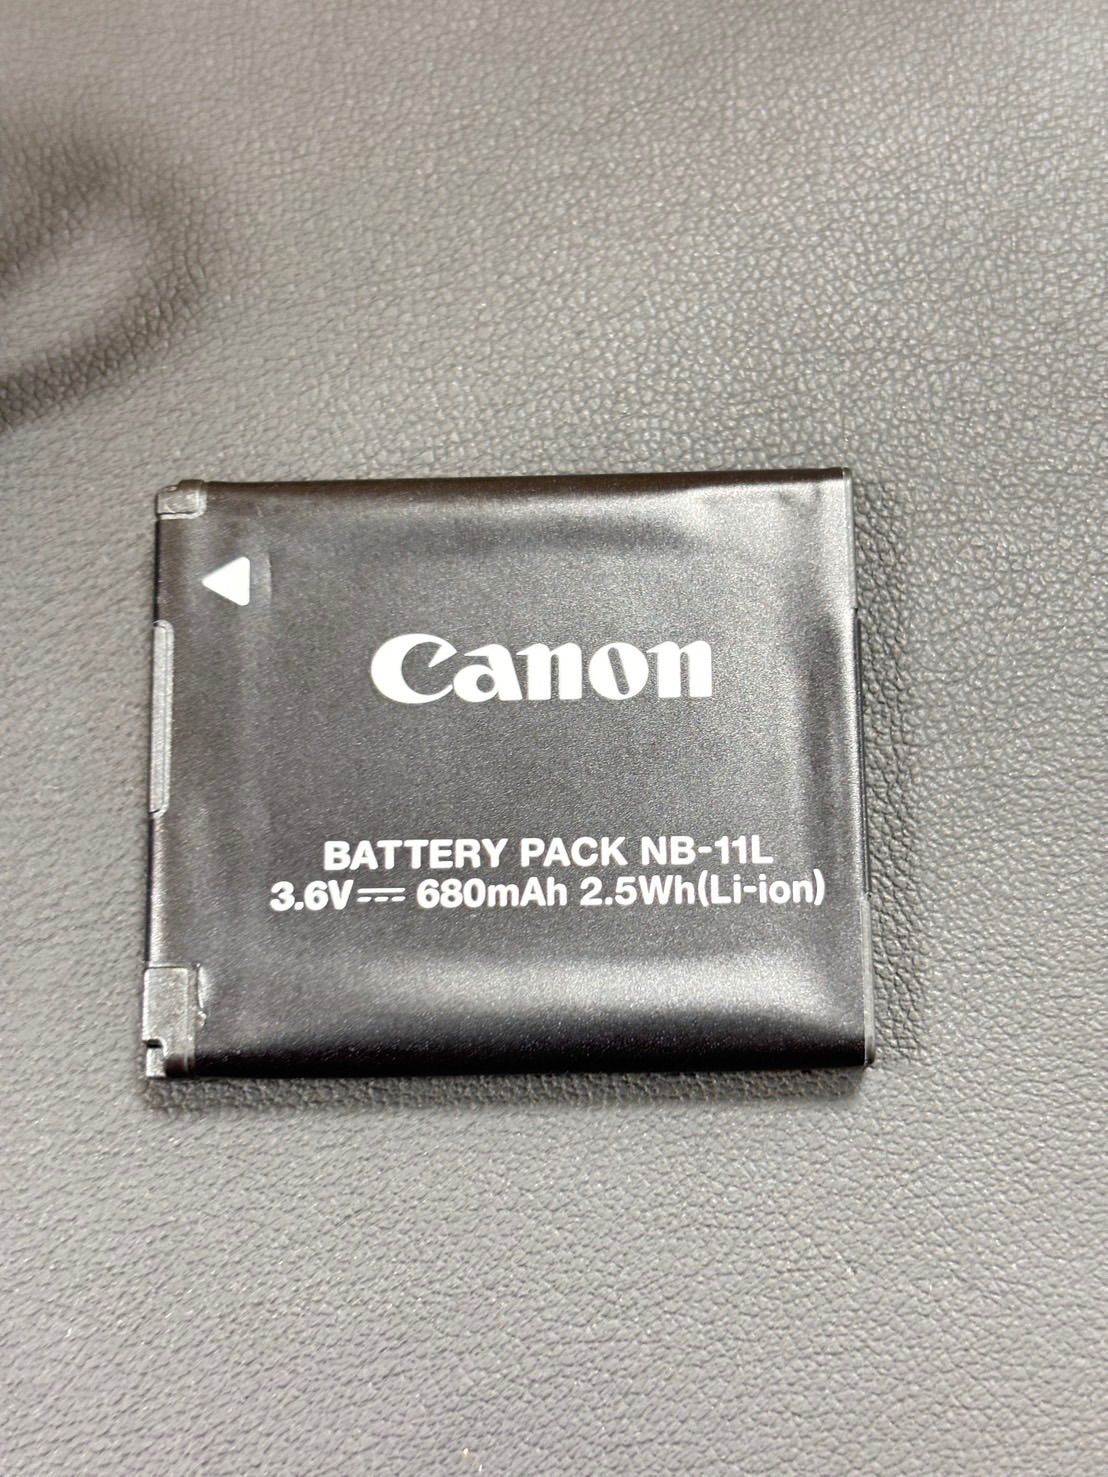 Canon
BATTERY PACK NB-11L
3.6V⎓ 680mAh 2.5Wh(Li-ion)